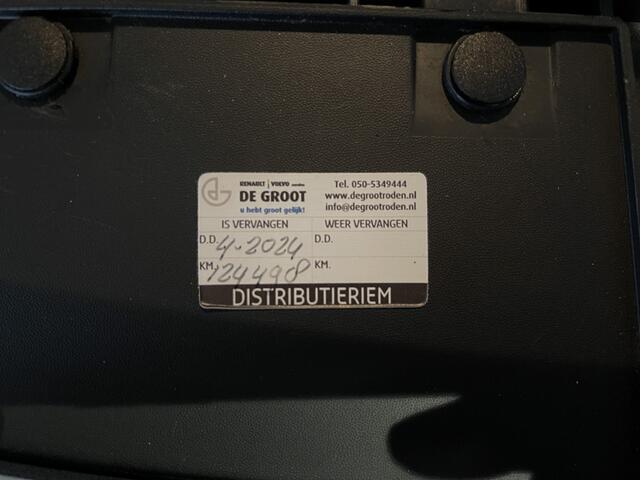 RENAULT | VOLVO
DE GROOT
u hebt groot gelijk!
Tel. 050-5349444
www.degrootroden.nl
info@degrootroden.nl
IS VERVANGEN WEER VERVANGEN
D.D. 4-2024 D.D.
KM. 124498 KM.
DISTRIBUTIERIEM